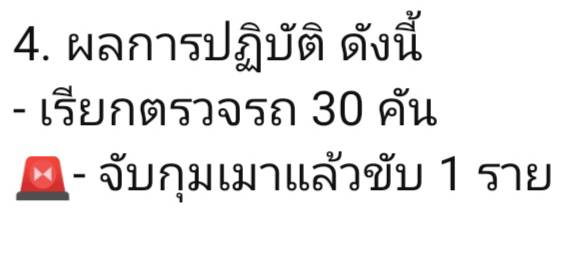 4. ผลการปฏิบัติ ดังนี้
- เรียกตรวจรถ 30 คัน
🚨- จับกุมเมาแล้วขับ 1 ราย